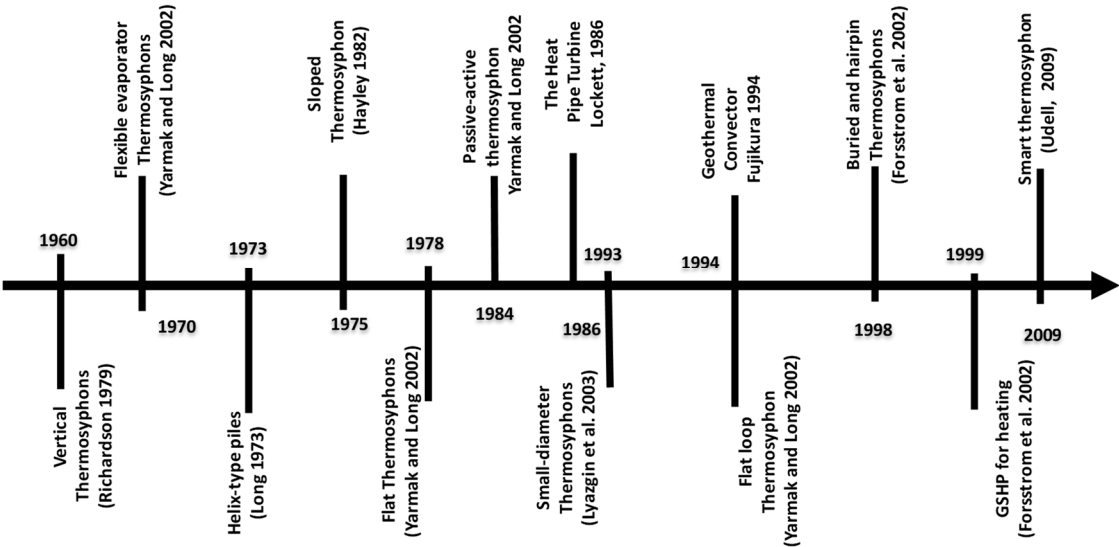 Flexible evaporator
Thermosyphons
(Yarmak and Long 2002)
Sloped
Thermosyphon
(Hayley 1982)
Passive-active
thermosyphon
Yarmak and Long 2002
The Heat
Pipe Turbine
Lockett, 1986
Geothermal
Convector
Fujikura 1994
Buried and hairpin
Thermosyphons
(Forsstrom et al. 2002)
Smart thermosyphon
(Udell, 2009)
1960
1973
1978
1993
1994
1999
1970
1975
1984
1986
1998
2009
Vertical
Thermosyphons
(Richardson 1979)
Helix-type piles
(Long 1973)
Flat Thermosyphons
(Yarmak and Long 2002)
Small-diameter
Thermosyphons
(Lyazgin et al. 2003)
Flat loop
Thermosyphon
(Yarmak and Long 2002)
GSHP for heating
(Forsstrom et al. 2002)